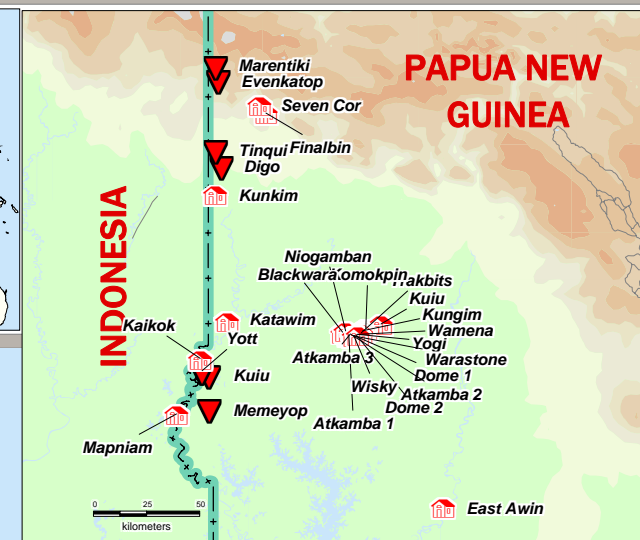 PAPUA NEW
GUINEA
Marentiki
Evenkatop
Seven Cor
Finalbin
Tinqui
Digo
Kunkim
INDONESIA
Niogamban
Blackwara
Komokpin
Kuiu
Kungim
Katawim
Kaikok
Yott
Wamena
Yogi
Atkamba 3
Warastone
Dome 1
Kuiu
Wisky
Atkamba 2
Dome 2
Memeyop
Atkamba 1
Mapniam
East Awin
0 25 50
kilometers